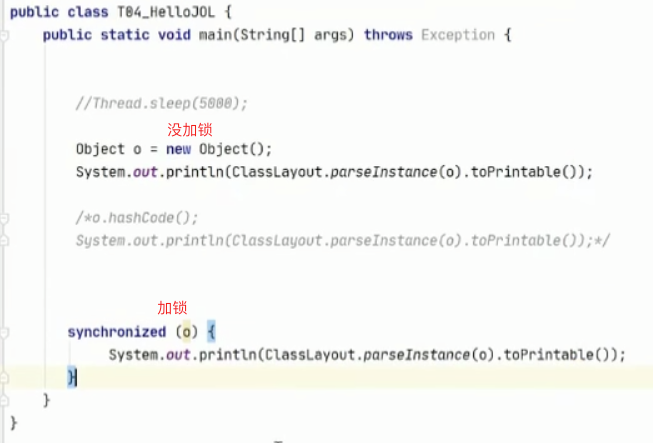 public class T04_HelloJOL {
public static void main(String[] args) throws Exception {
//Thread.sleep(5000);
没加锁
Object o = new Object();
System.out.println(ClassLayout.parseInstance(o).toPrintable());
/*o.hashCode();
System.out.println(ClassLayout.parseInstance(o).toPrintable());*/
加锁
synchronized (o) {
System.out.println(ClassLayout.parseInstance(o).toPrintable());
}
}
}